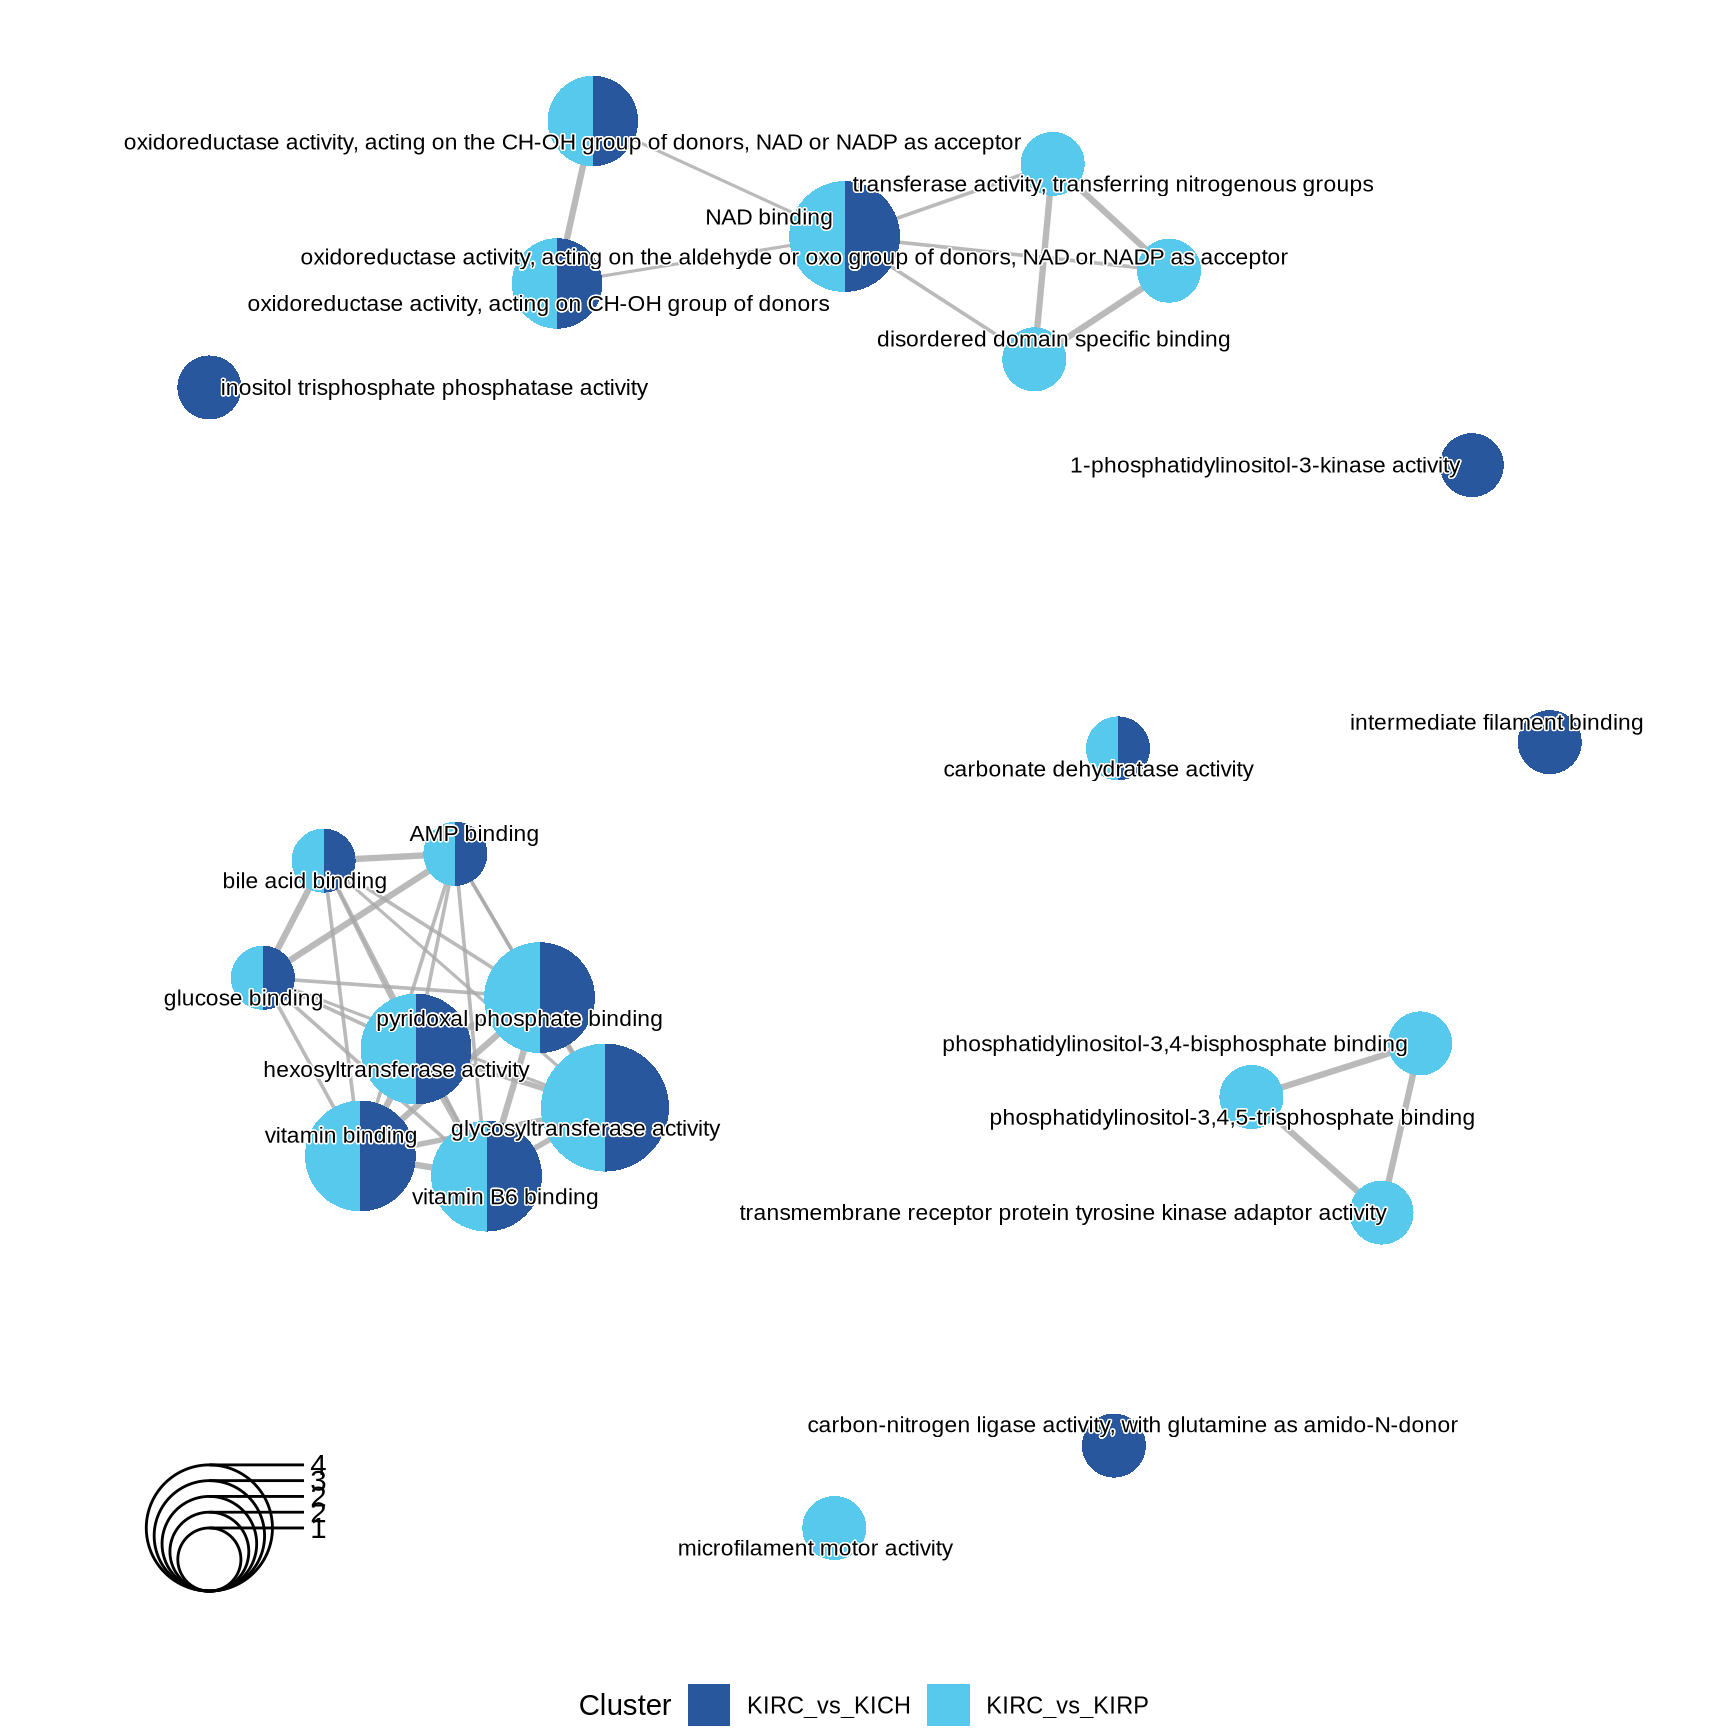 oxidoreductase activity, acting on the CH-OH group of donors, NAD or NADP as acceptor
transferase activity, transferring nitrogenous groups
NAD binding
oxidoreductase activity, acting on the aldehyde or oxo group of donors, NAD or NADP as acceptor
oxidoreductase activity, acting on CH-OH group of donors
disordered domain specific binding
inositol trisphosphate phosphatase activity
1-phosphatidylinositol-3-kinase activity
intermediate filament binding
carbonate dehydratase activity
AMP binding
bile acid binding
glucose binding
pyridoxal phosphate binding
phosphatidylinositol-3,4-bisphosphate binding
hexosyltransferase activity
phosphatidylinositol-3,4,5-trisphosphate binding
glycosyltransferase activity
vitamin binding
vitamin B6 binding
transmembrane receptor protein tyrosine kinase adaptor activity
carbon-nitrogen ligase activity, with glutamine as amido-N-donor
4
3
2
2
1
microfilament motor activity
Cluster KIRC_vs_KICH KIRC_vs_KIRP